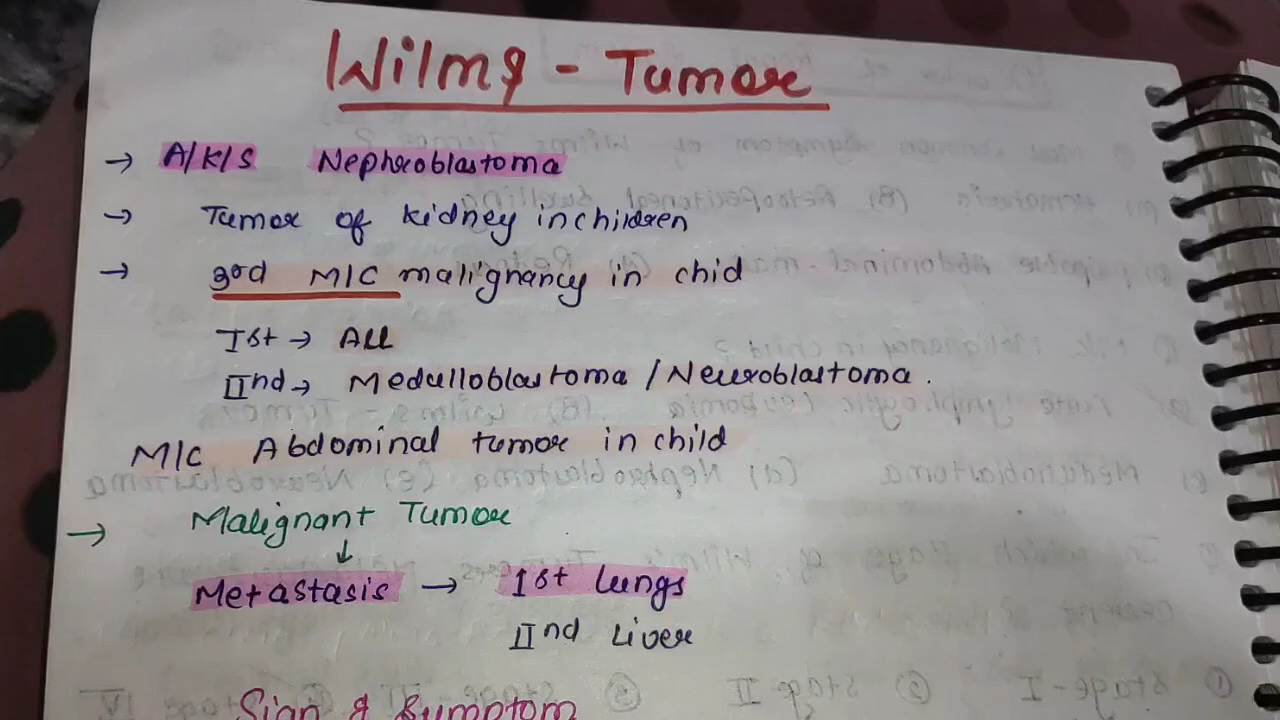 Wilms - Tumor
→ A/K/S Nephroblastoma
→ Tumor of kidney in children
→ 3rd M/C malignancy in chid
Ist → ALL
IInd → Medulloblastoma / Neuroblastoma.
M/C Abdominal tumor in child
→ Malignant Tumor
↓
Metastasis → Ist lungs
IInd Liver
Sign & Symptom